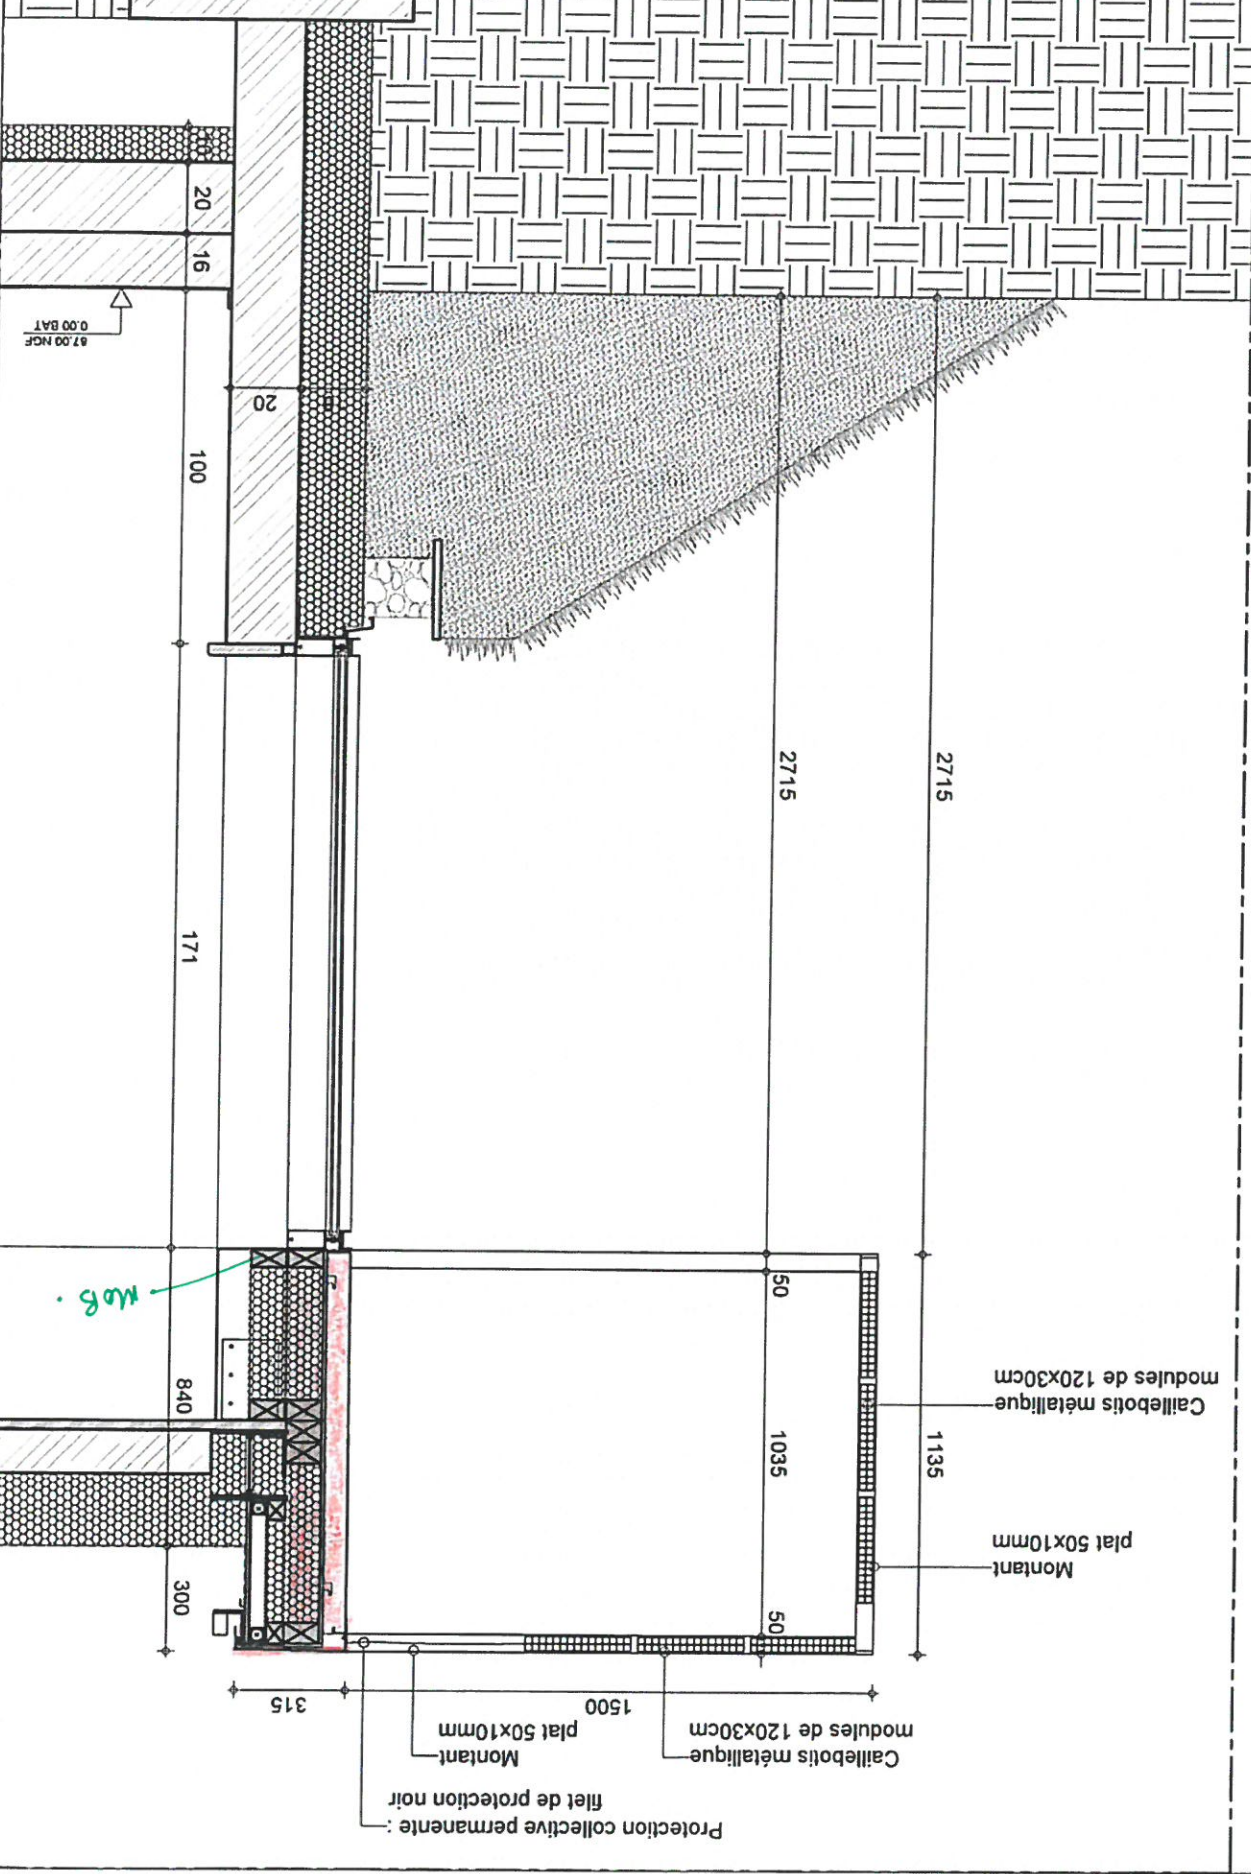 Protection collective permanente :
filet de protection noir
Caillebotis métallique
modules de 120x30cm
Montant
plat 50x10mm
315
1500
Montant
plat 50x10mm
Caillebotis métallique
modules de 120x30cm
50
1035
50
1135
300
840
MOB.
171
2715
2715
100
20
8
87.00 NGF
0.00 BAT
16
20
10